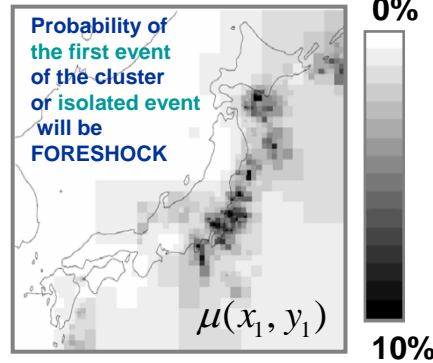 Probability of
the first event
of the cluster
or isolated event
will be
FORESHOCK
μ(x₁, y₁)
0%
10%